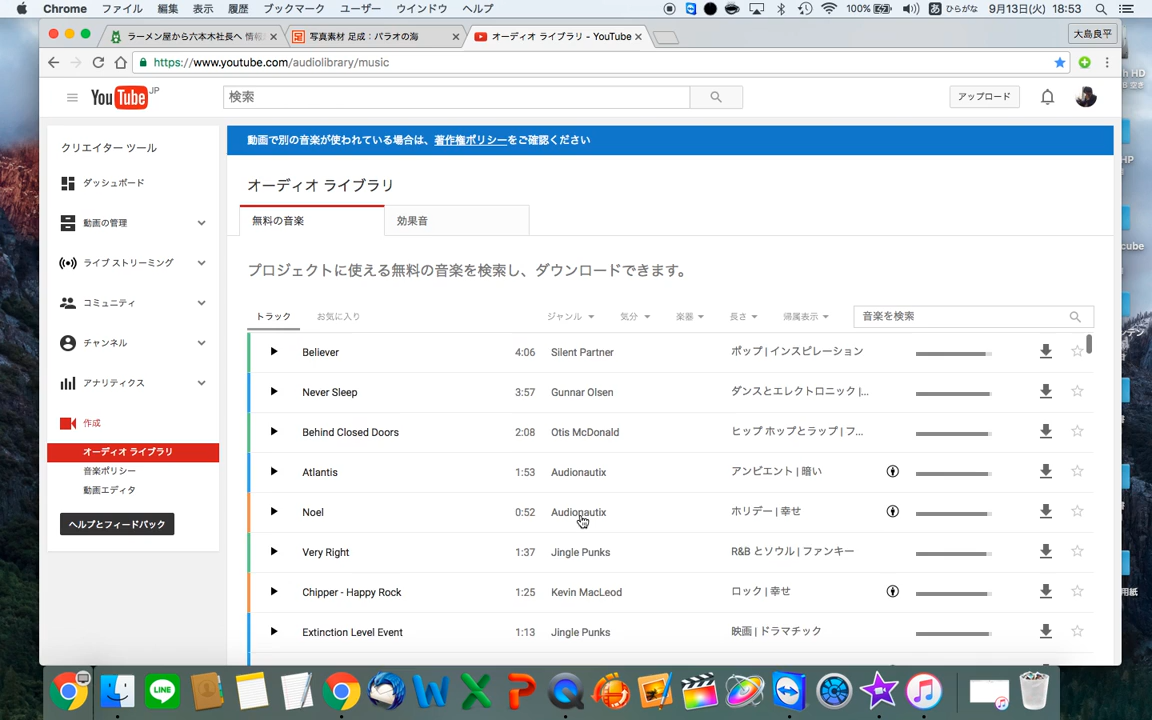 Chrome ファイル 編集 表示 履歴 ブックマーク ユーザー ウインドウ ヘルプ 100% あ ひらがな 9月13日(火) 18:53
ラーメン屋から六本木社長へ 情報
写真素材 足成：パラオの海
オーディオ ライブラリ - YouTube
大島良平
https://www.youtube.com/audiolibrary/music
YouTube JP
検索
アップロード
動画で別の音楽が使われている場合は、著作権ポリシーをご確認ください
クリエイター ツール
ダッシュボード
動画の管理
ライブ ストリーミング
コミュニティ
チャンネル
アナリティクス
作成
オーディオ ライブラリ
音楽ポリシー
動画エディタ
ヘルプとフィードバック
オーディオ ライブラリ
無料の音楽 効果音
プロジェクトに使える無料の音楽を検索し、ダウンロードできます。
トラック お気に入り ジャンル 気分 楽器 長さ 帰属表示 音楽を検索
Believer 4:06 Silent Partner ポップ | インスピレーション
Never Sleep 3:57 Gunnar Olsen ダンスとエレクトロニック |...
Behind Closed Doors 2:08 Otis McDonald ヒップ ホップとラップ | フ...
Atlantis 1:53 Audionautix アンビエント | 暗い
Noel 0:52 Audionautix ホリデー | 幸せ
Very Right 1:37 Jingle Punks R&B とソウル | ファンキー
Chipper - Happy Rock 1:25 Kevin MacLeod ロック | 幸せ
Extinction Level Event 1:13 Jingle Punks 映画 | ドラマチック
LINE